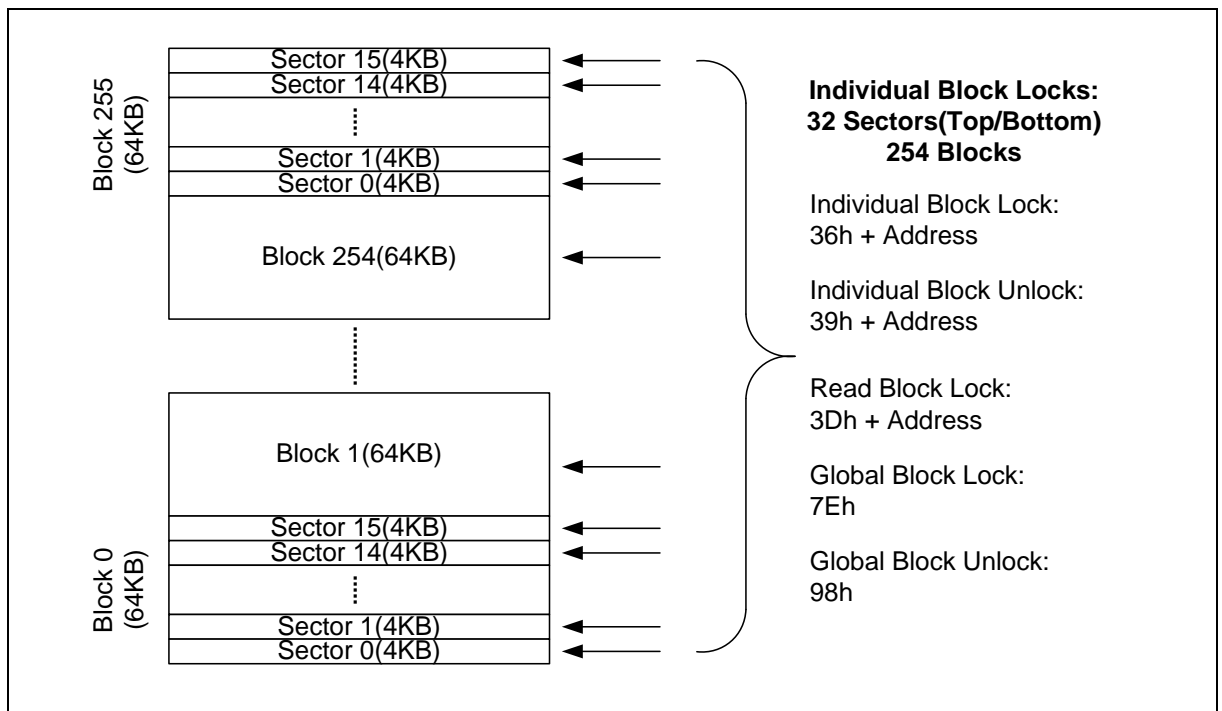 Block 255
(64KB)
Sector 15(4KB)
Sector 14(4KB)
Sector 1(4KB)
Sector 0(4KB)
Block 254(64KB)
Block 1(64KB)
Block 0
(64KB)
Sector 15(4KB)
Sector 14(4KB)
Sector 1(4KB)
Sector 0(4KB)
Individual Block Locks:
32 Sectors(Top/Bottom)
254 Blocks
Individual Block Lock:
36h + Address
Individual Block Unlock:
39h + Address
Read Block Lock:
3Dh + Address
Global Block Lock:
7Eh
Global Block Unlock:
98h